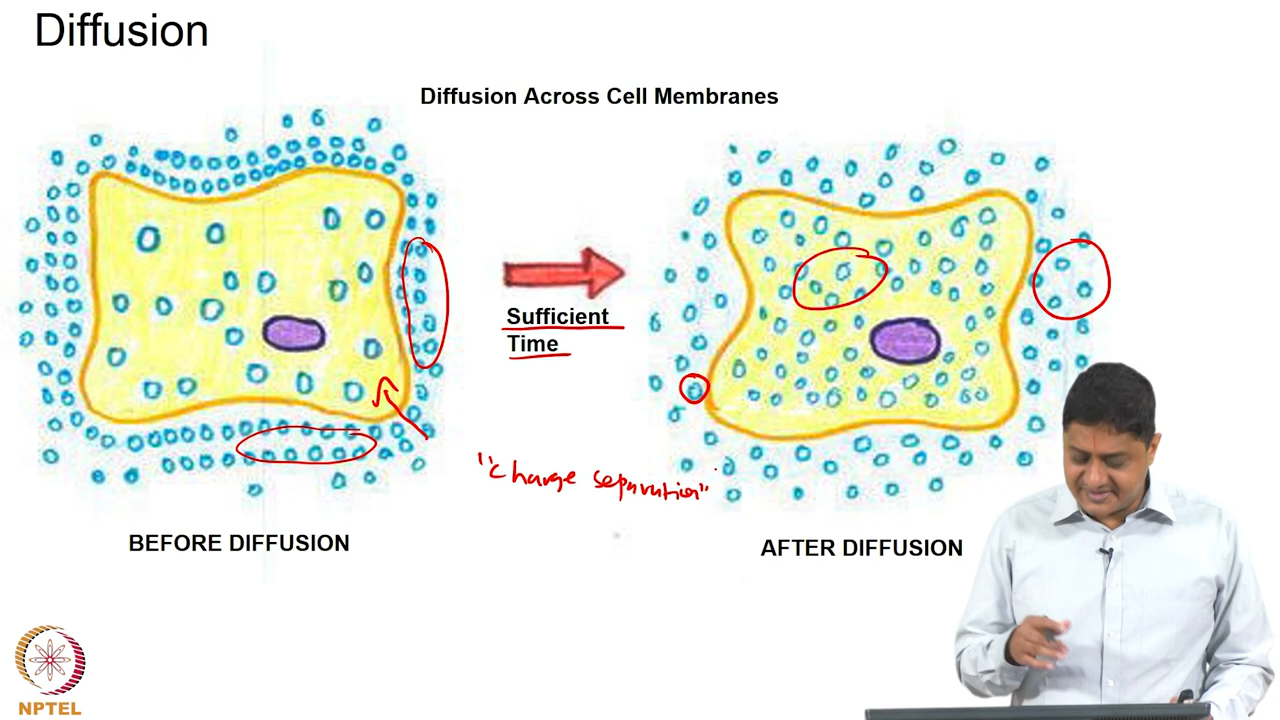 Diffusion
Diffusion Across Cell Membranes
Sufficient
Time
"charge separation"
BEFORE DIFFUSION
AFTER DIFFUSION
NPTEL